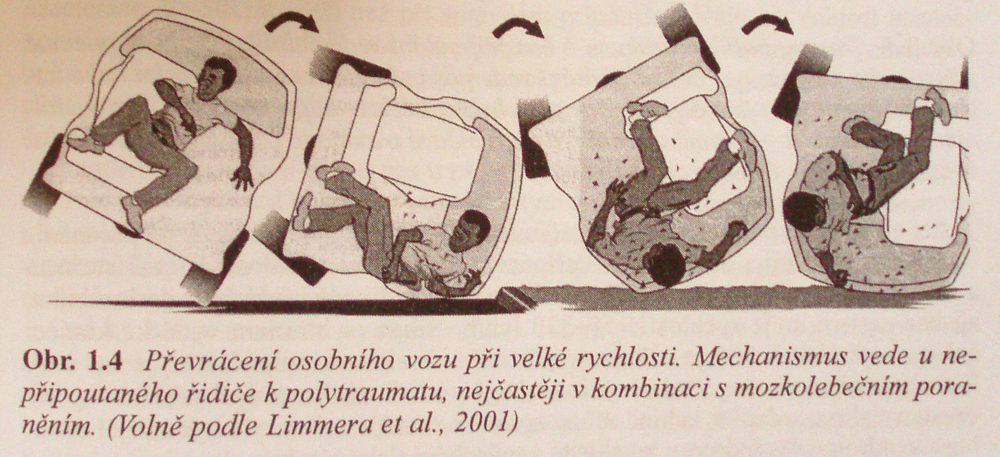 Obr. 1.4 Převrácení osobního vozu při velké rychlosti. Mechanismus vede u ne-
připoutaného řidiče k polytraumatu, nejčastěji v kombinaci s mozkolebečním pora-
něním. (Volně podle Limmera et al., 2001)